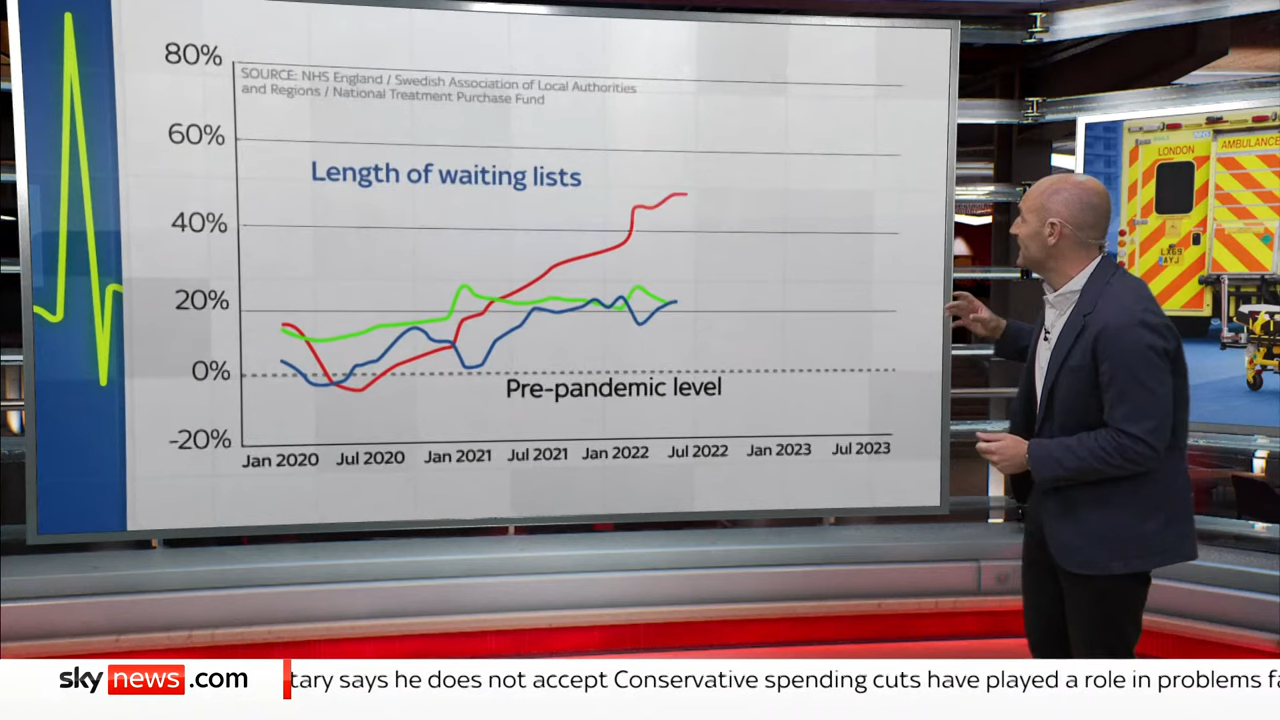 80%
SOURCE: NHS England / Swedish Association of Local Authorities
and Regions / National Treatment Purchase Fund
60%
Length of waiting lists
40%
20%
0%
Pre-pandemic level
-20%
Jan 2020 Jul 2020 Jan 2021 Jul 2021 Jan 2022 Jul 2022 Jan 2023 Jul 2023
NHS
LONDON
AMBULANCE
LX69
AYJ
sky news.com
tary says he does not accept Conservative spending cuts have played a role in problems fa